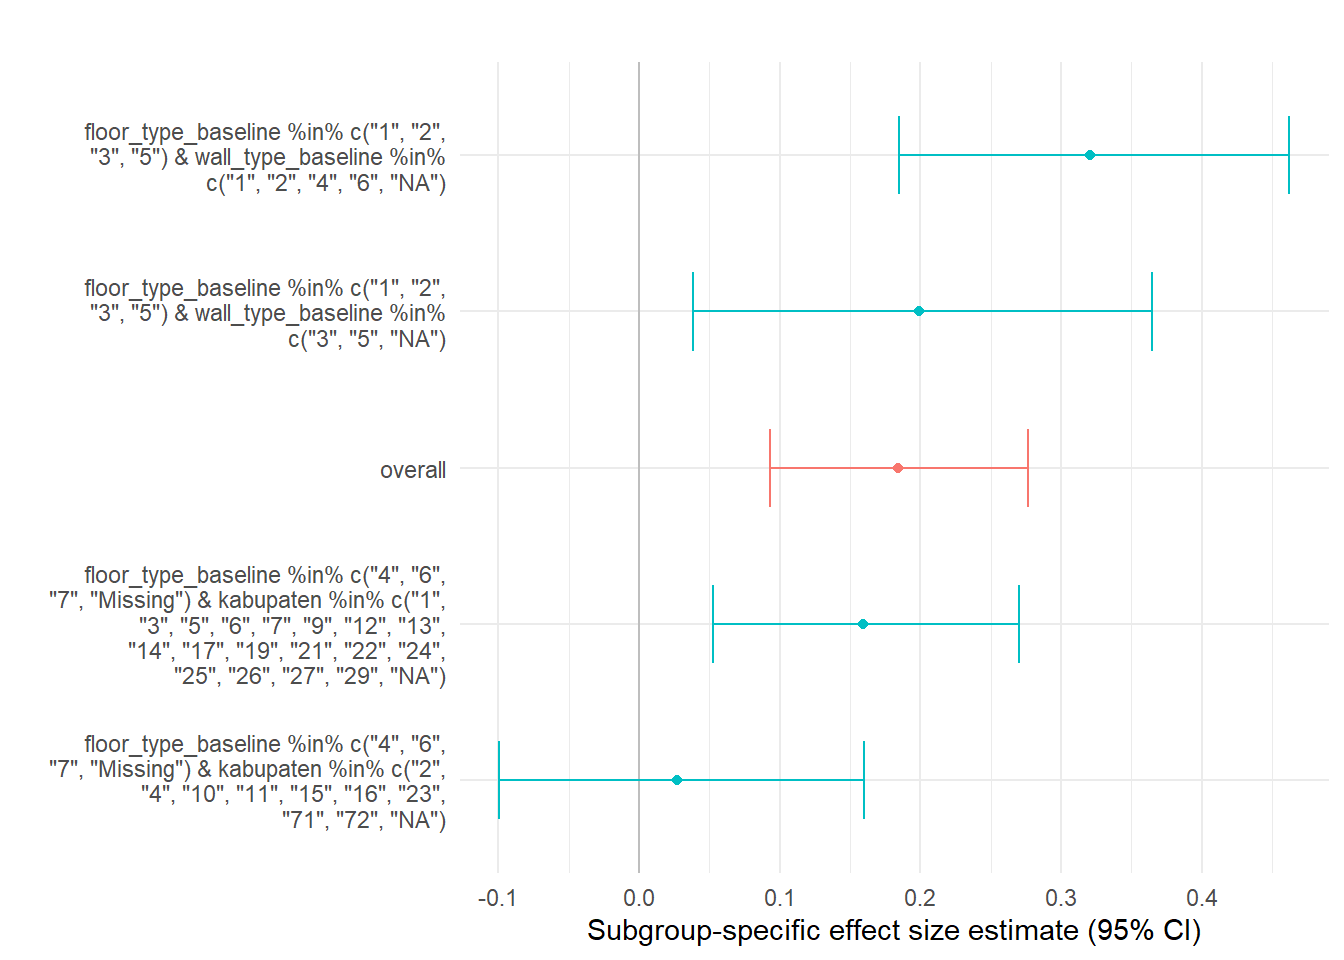 floor_type_baseline %in% c("1", "2",
"3", "5") & wall_type_baseline %in%
c("1", "2", "4", "6", "NA")
floor_type_baseline %in% c("1", "2",
"3", "5") & wall_type_baseline %in%
c("3", "5", "NA")
overall
floor_type_baseline %in% c("4", "6",
"7", "Missing") & kabupaten %in% c("1",
"3", "5", "6", "7", "9", "12", "13",
"14", "17", "19", "21", "22", "24",
"25", "26", "27", "29", "NA")
floor_type_baseline %in% c("4", "6",
"7", "Missing") & kabupaten %in% c("2",
"4", "10", "11", "15", "16", "23",
"71", "72", "NA")
-0.1 0.0 0.1 0.2 0.3 0.4
Subgroup-specific effect size estimate (95% CI)